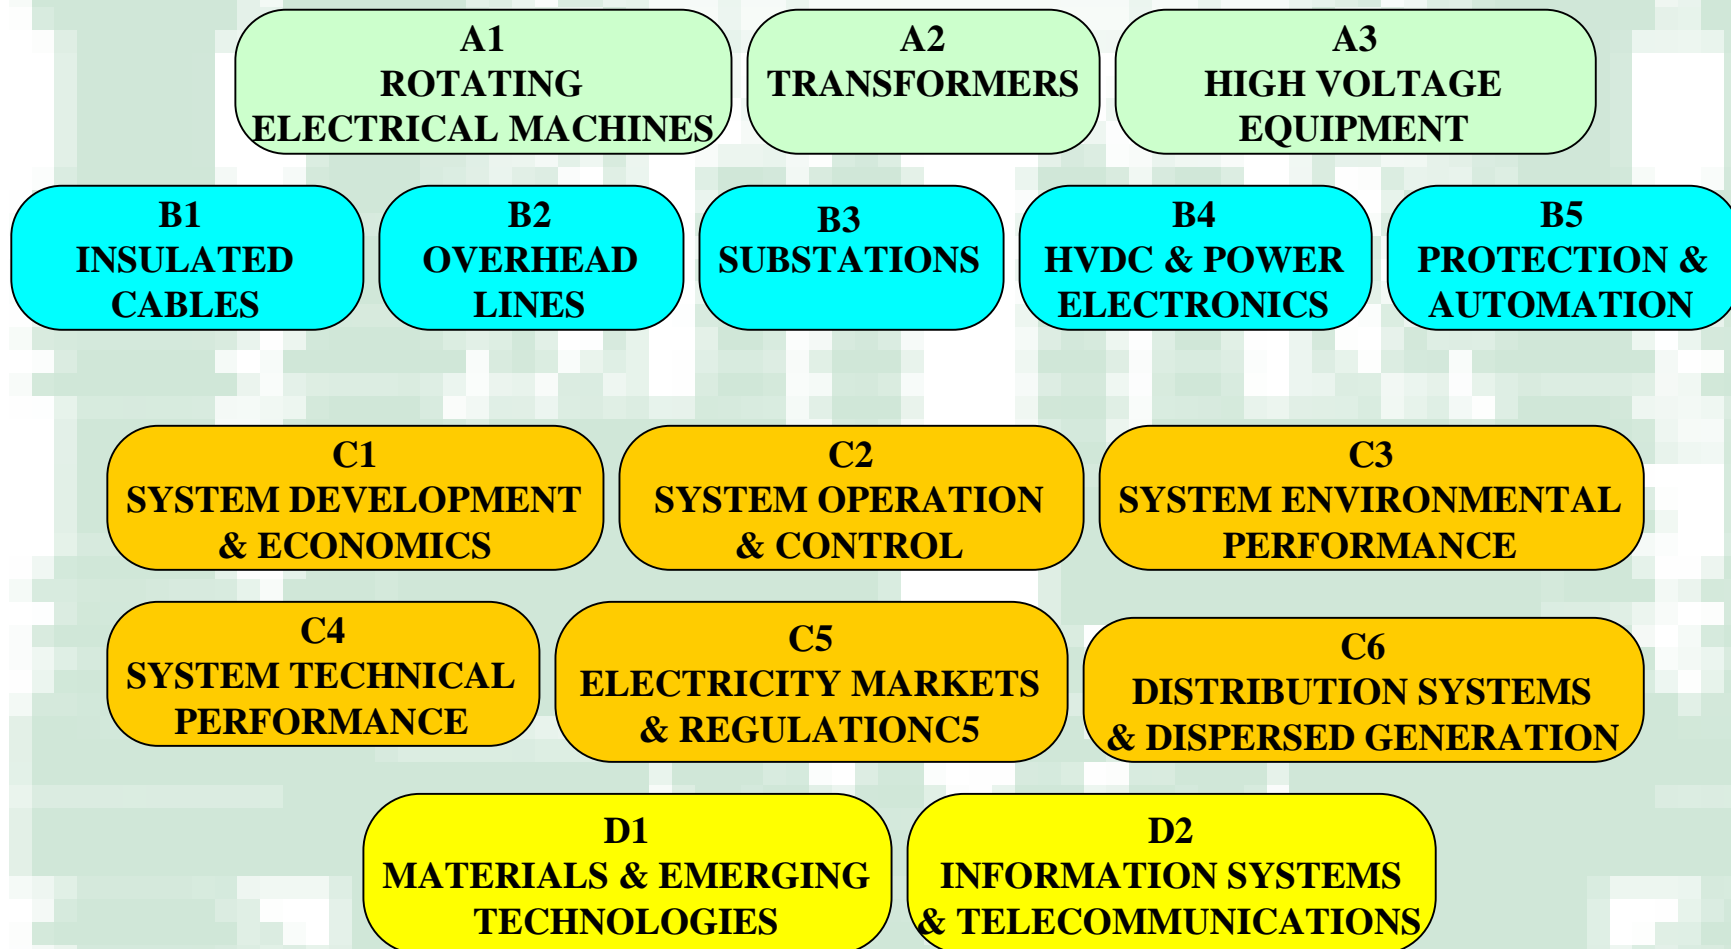 A1
ROTATING
ELECTRICAL MACHINES
A2
TRANSFORMERS
A3
HIGH VOLTAGE
EQUIPMENT
B1
INSULATED
CABLES
B2
OVERHEAD
LINES
B3
SUBSTATIONS
B4
HVDC & POWER
ELECTRONICS
B5
PROTECTION &
AUTOMATION
C1
SYSTEM DEVELOPMENT
& ECONOMICS
C2
SYSTEM OPERATION
& CONTROL
C3
SYSTEM ENVIRONMENTAL
PERFORMANCE
C4
SYSTEM TECHNICAL
PERFORMANCE
C5
ELECTRICITY MARKETS
& REGULATIONC5
C6
DISTRIBUTION SYSTEMS
& DISPERSED GENERATION
D1
MATERIALS & EMERGING
TECHNOLOGIES
D2
INFORMATION SYSTEMS
& TELECOMMUNICATIONS